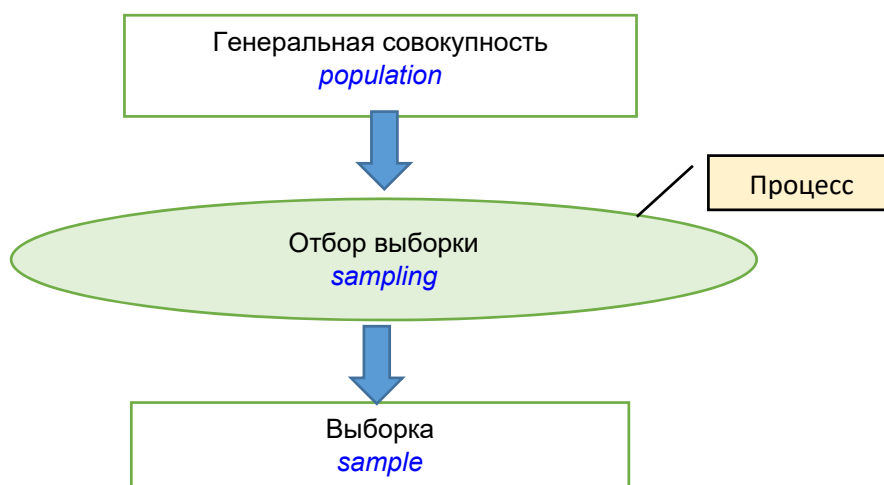 Генеральная совокупность
population
Процесс
Отбор выборки
sampling
Выборка
sample